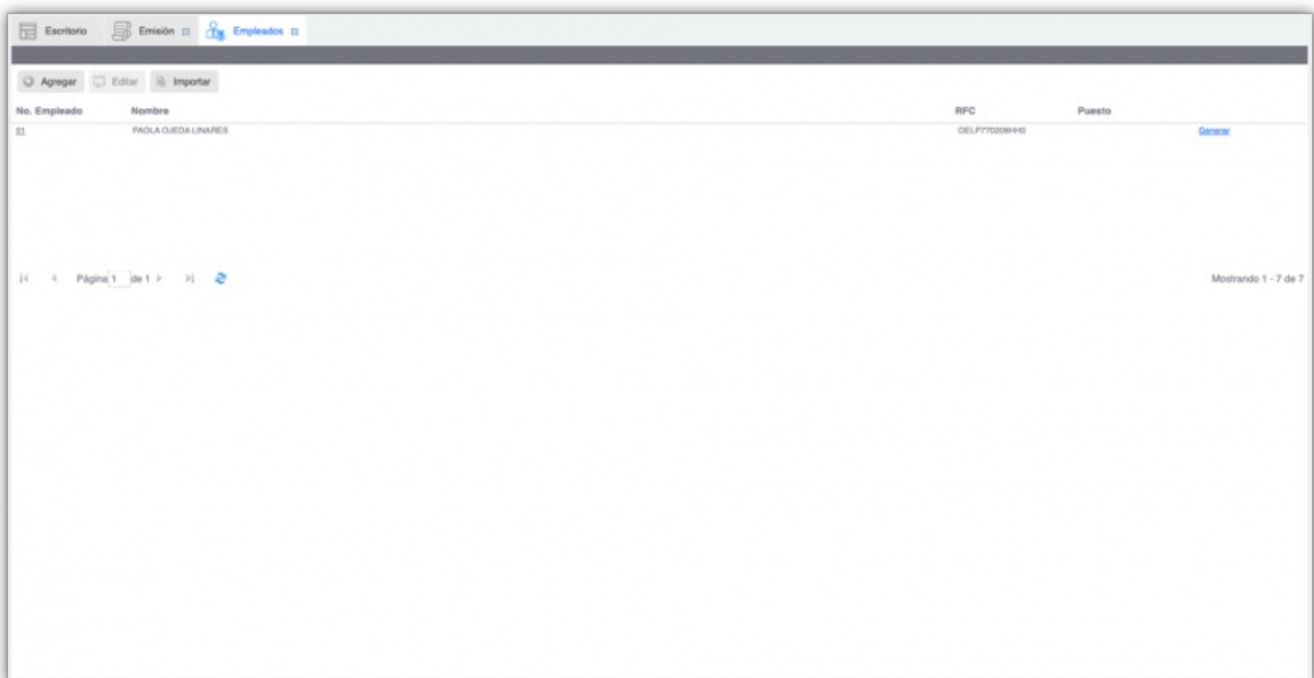 Escritorio Emisión Empleados
Agregar Editar Importar
No. Empleado Nombre RFC Puesto
01 PAOLA OJEDA LINARES OELP770208HH0 Generar
Página 1 de 1
Mostrando 1 - 7 de 7